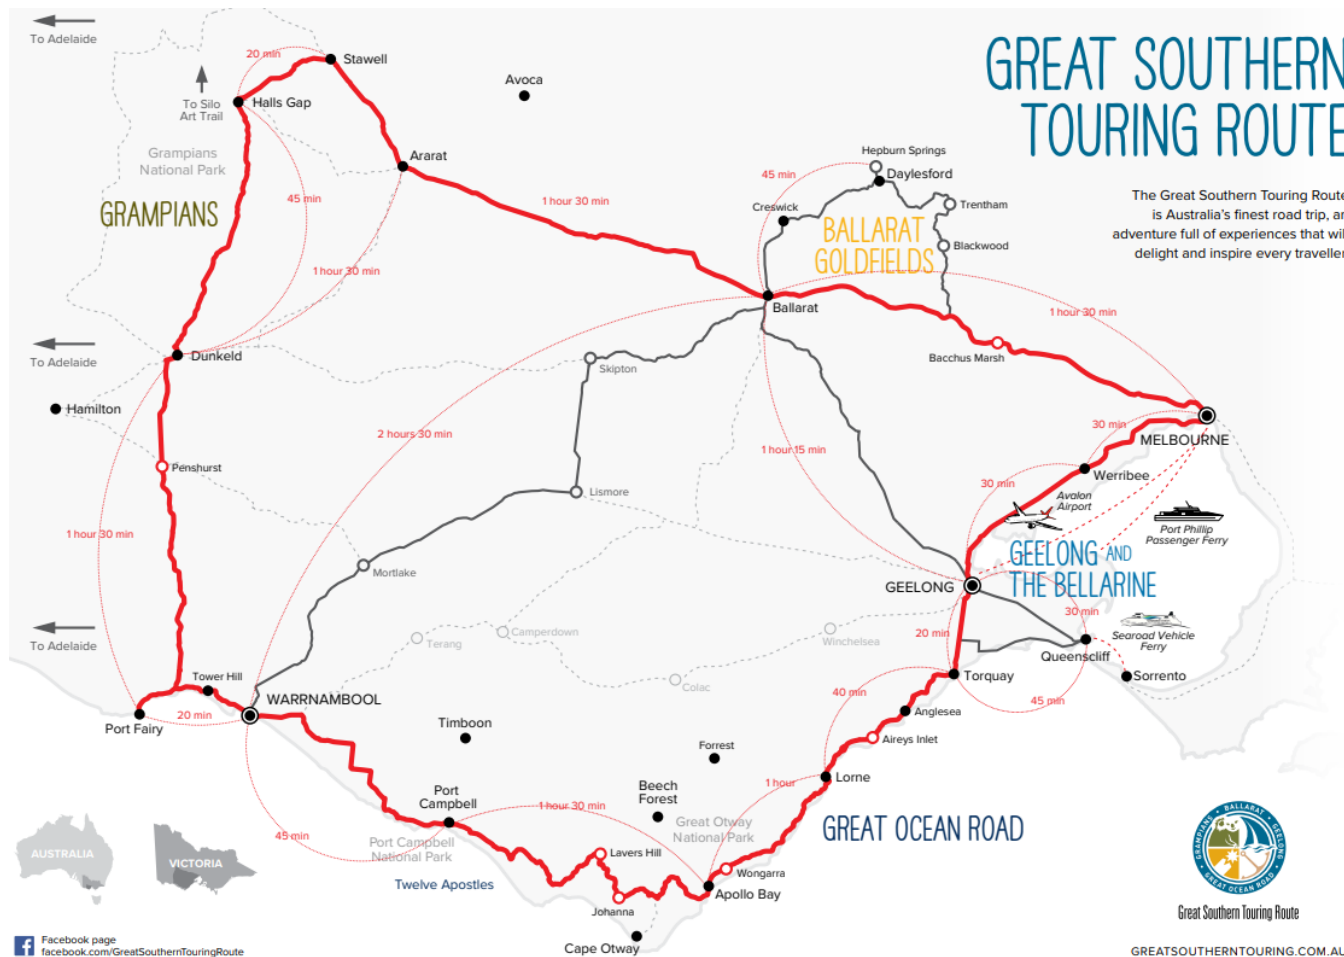 To Adelaide
20 min
Stawell
Avoca
GREAT SOUTHERN
TOURING ROUTE
To Silo
Art Trail
Halls Gap
Grampians
National Park
Ararat
GRAMPIANS
45 min
1 hour 30 min
1 hour 30 min
Hepburn Springs
45 min
Daylesford
Creswick
Trentham
BALLARAT
GOLDFIELDS
Blackwood
The Great Southern Touring Route
is Australia's finest road trip, an
adventure full of experiences that will
delight and inspire every traveller
Ballarat
1 hour 30 min
To Adelaide
Dunkeld
Skipton
Bacchus Marsh
Hamilton
2 hours 30 min
1 hour 15 min
30 min
MELBOURNE
Penshurst
30 min
Werribee
Lismore
Avalon
Airport
Port Phillip
Passenger Ferry
1 hour 30 min
Mortlake
GEELONG
GEELONG AND
THE BELLARINE
30 min
Searoad Vehicle
Ferry
To Adelaide
Terang
Camperdown
Winchelsea
20 min
Queenscliff
Tower Hill
WARRNAMBOOL
Colac
Torquay
Sorrento
Port Fairy
20 min
40 min
45 min
Timboon
Anglesea
Forrest
Aireys Inlet
Port
Campbell
Beech
Forest
1 hour
Lorne
1 hour 30 min
45 min
Great Otway
National Park
GREAT OCEAN ROAD
Port Campbell
National Park
Lavers Hill
Twelve Apostles
Wongarra
Apollo Bay
Johanna
Cape Otway
AUSTRALIA
VICTORIA
GRAMPIANS • BALLARAT • GEELONG • GREAT OCEAN ROAD
Great Southern Touring Route
Facebook page
facebook.com/GreatSouthernTouringRoute
GREATSOUTHERNTOURING.COM.AU